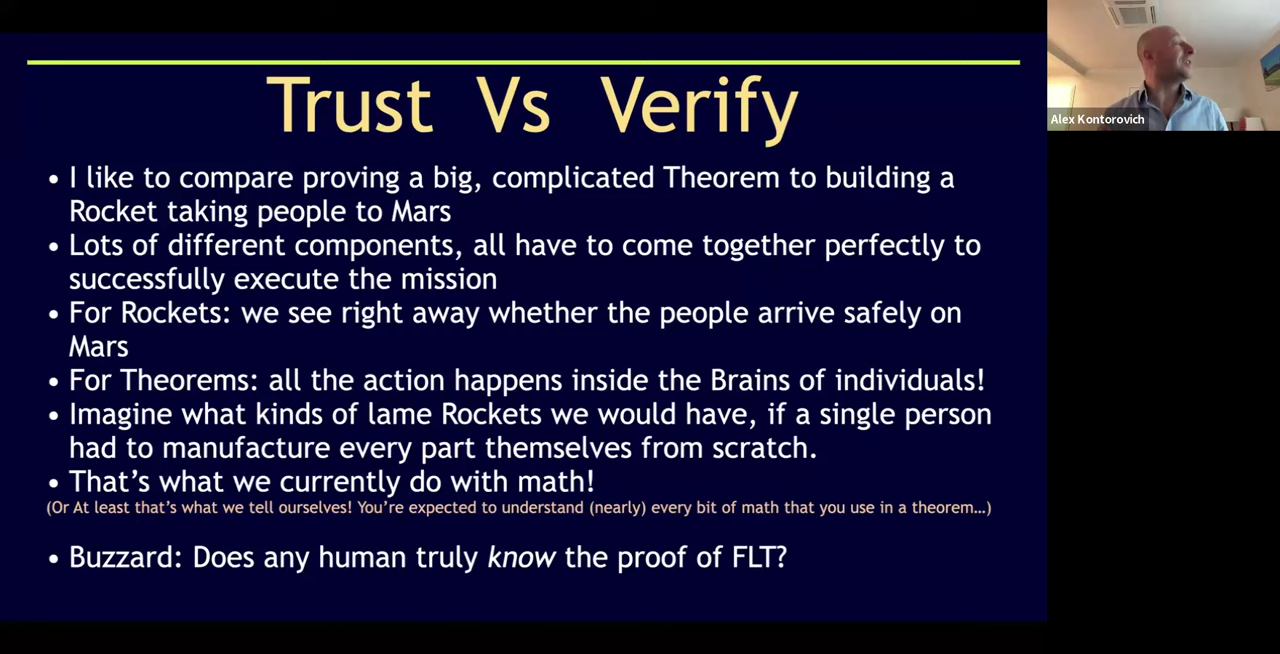 Trust Vs Verify
• I like to compare proving a big, complicated Theorem to building a
Rocket taking people to Mars
• Lots of different components, all have to come together perfectly to
successfully execute the mission
• For Rockets: we see right away whether the people arrive safely on
Mars
• For Theorems: all the action happens inside the Brains of individuals!
• Imagine what kinds of lame Rockets we would have, if a single person
had to manufacture every part themselves from scratch.
• That's what we currently do with math!
(Or At least that's what we tell ourselves! You're expected to understand (nearly) every bit of math that you use in a theorem…)
• Buzzard: Does any human truly know the proof of FLT?
Alex Kontorovich